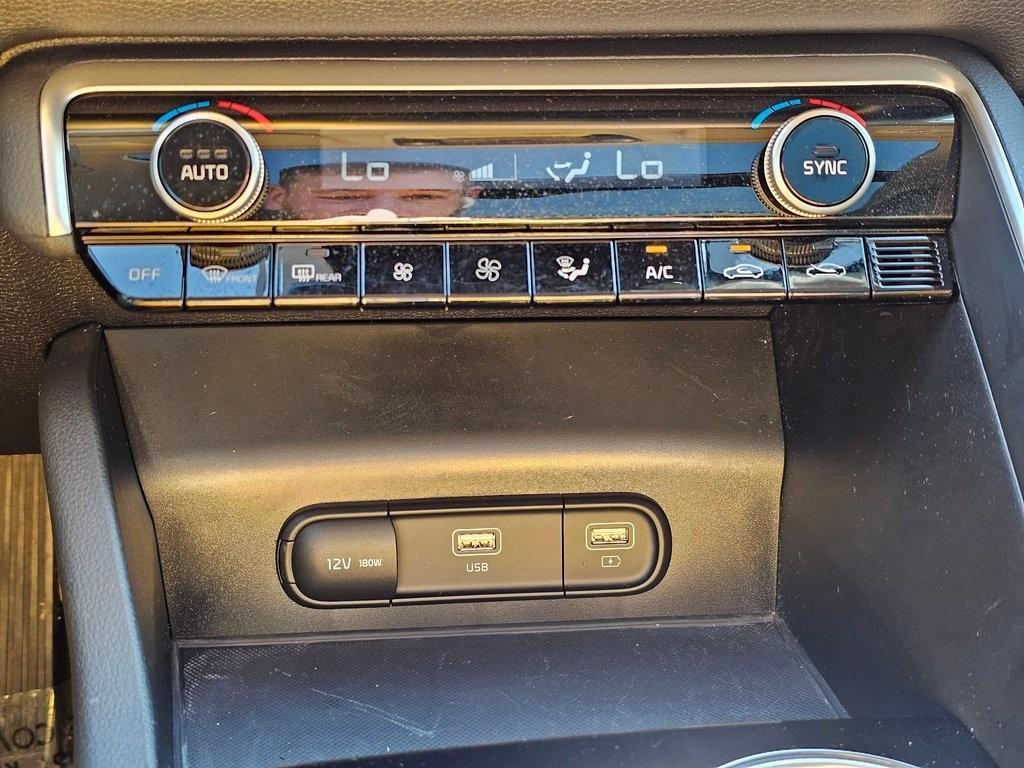 AUTO
Lo
Lo
SYNC
OFF
FRONT
REAR
A/C
12V 180W
USB